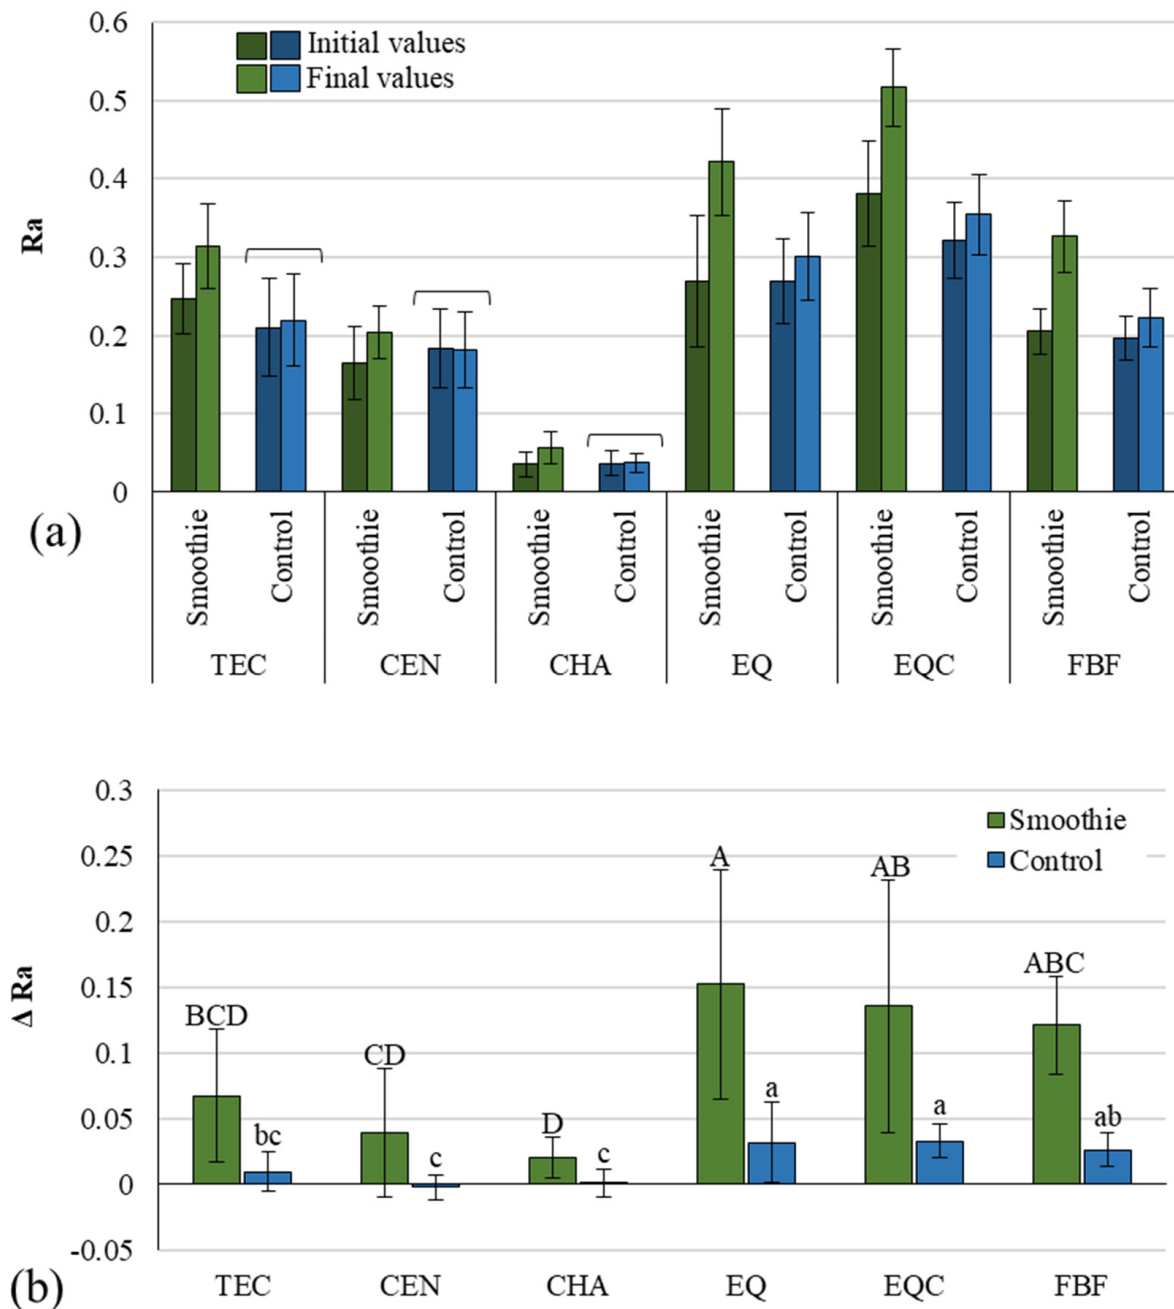 0.6
Initial values
Final values
0.5
0.4
Ra
0.3
0.2
0.1
0
(a)
Smoothie Control Smoothie Control Smoothie Control Smoothie Control Smoothie Control Smoothie Control
TEC CEN CHA EQ EQC FBF
0.3
Smoothie
Control
0.25
A AB
0.2
ABC
Δ Ra
0.15
BCD
0.1
CD
a
0.05
D a ab
bc c c
0
-0.05
(b)
TEC CEN CHA EQ EQC FBF